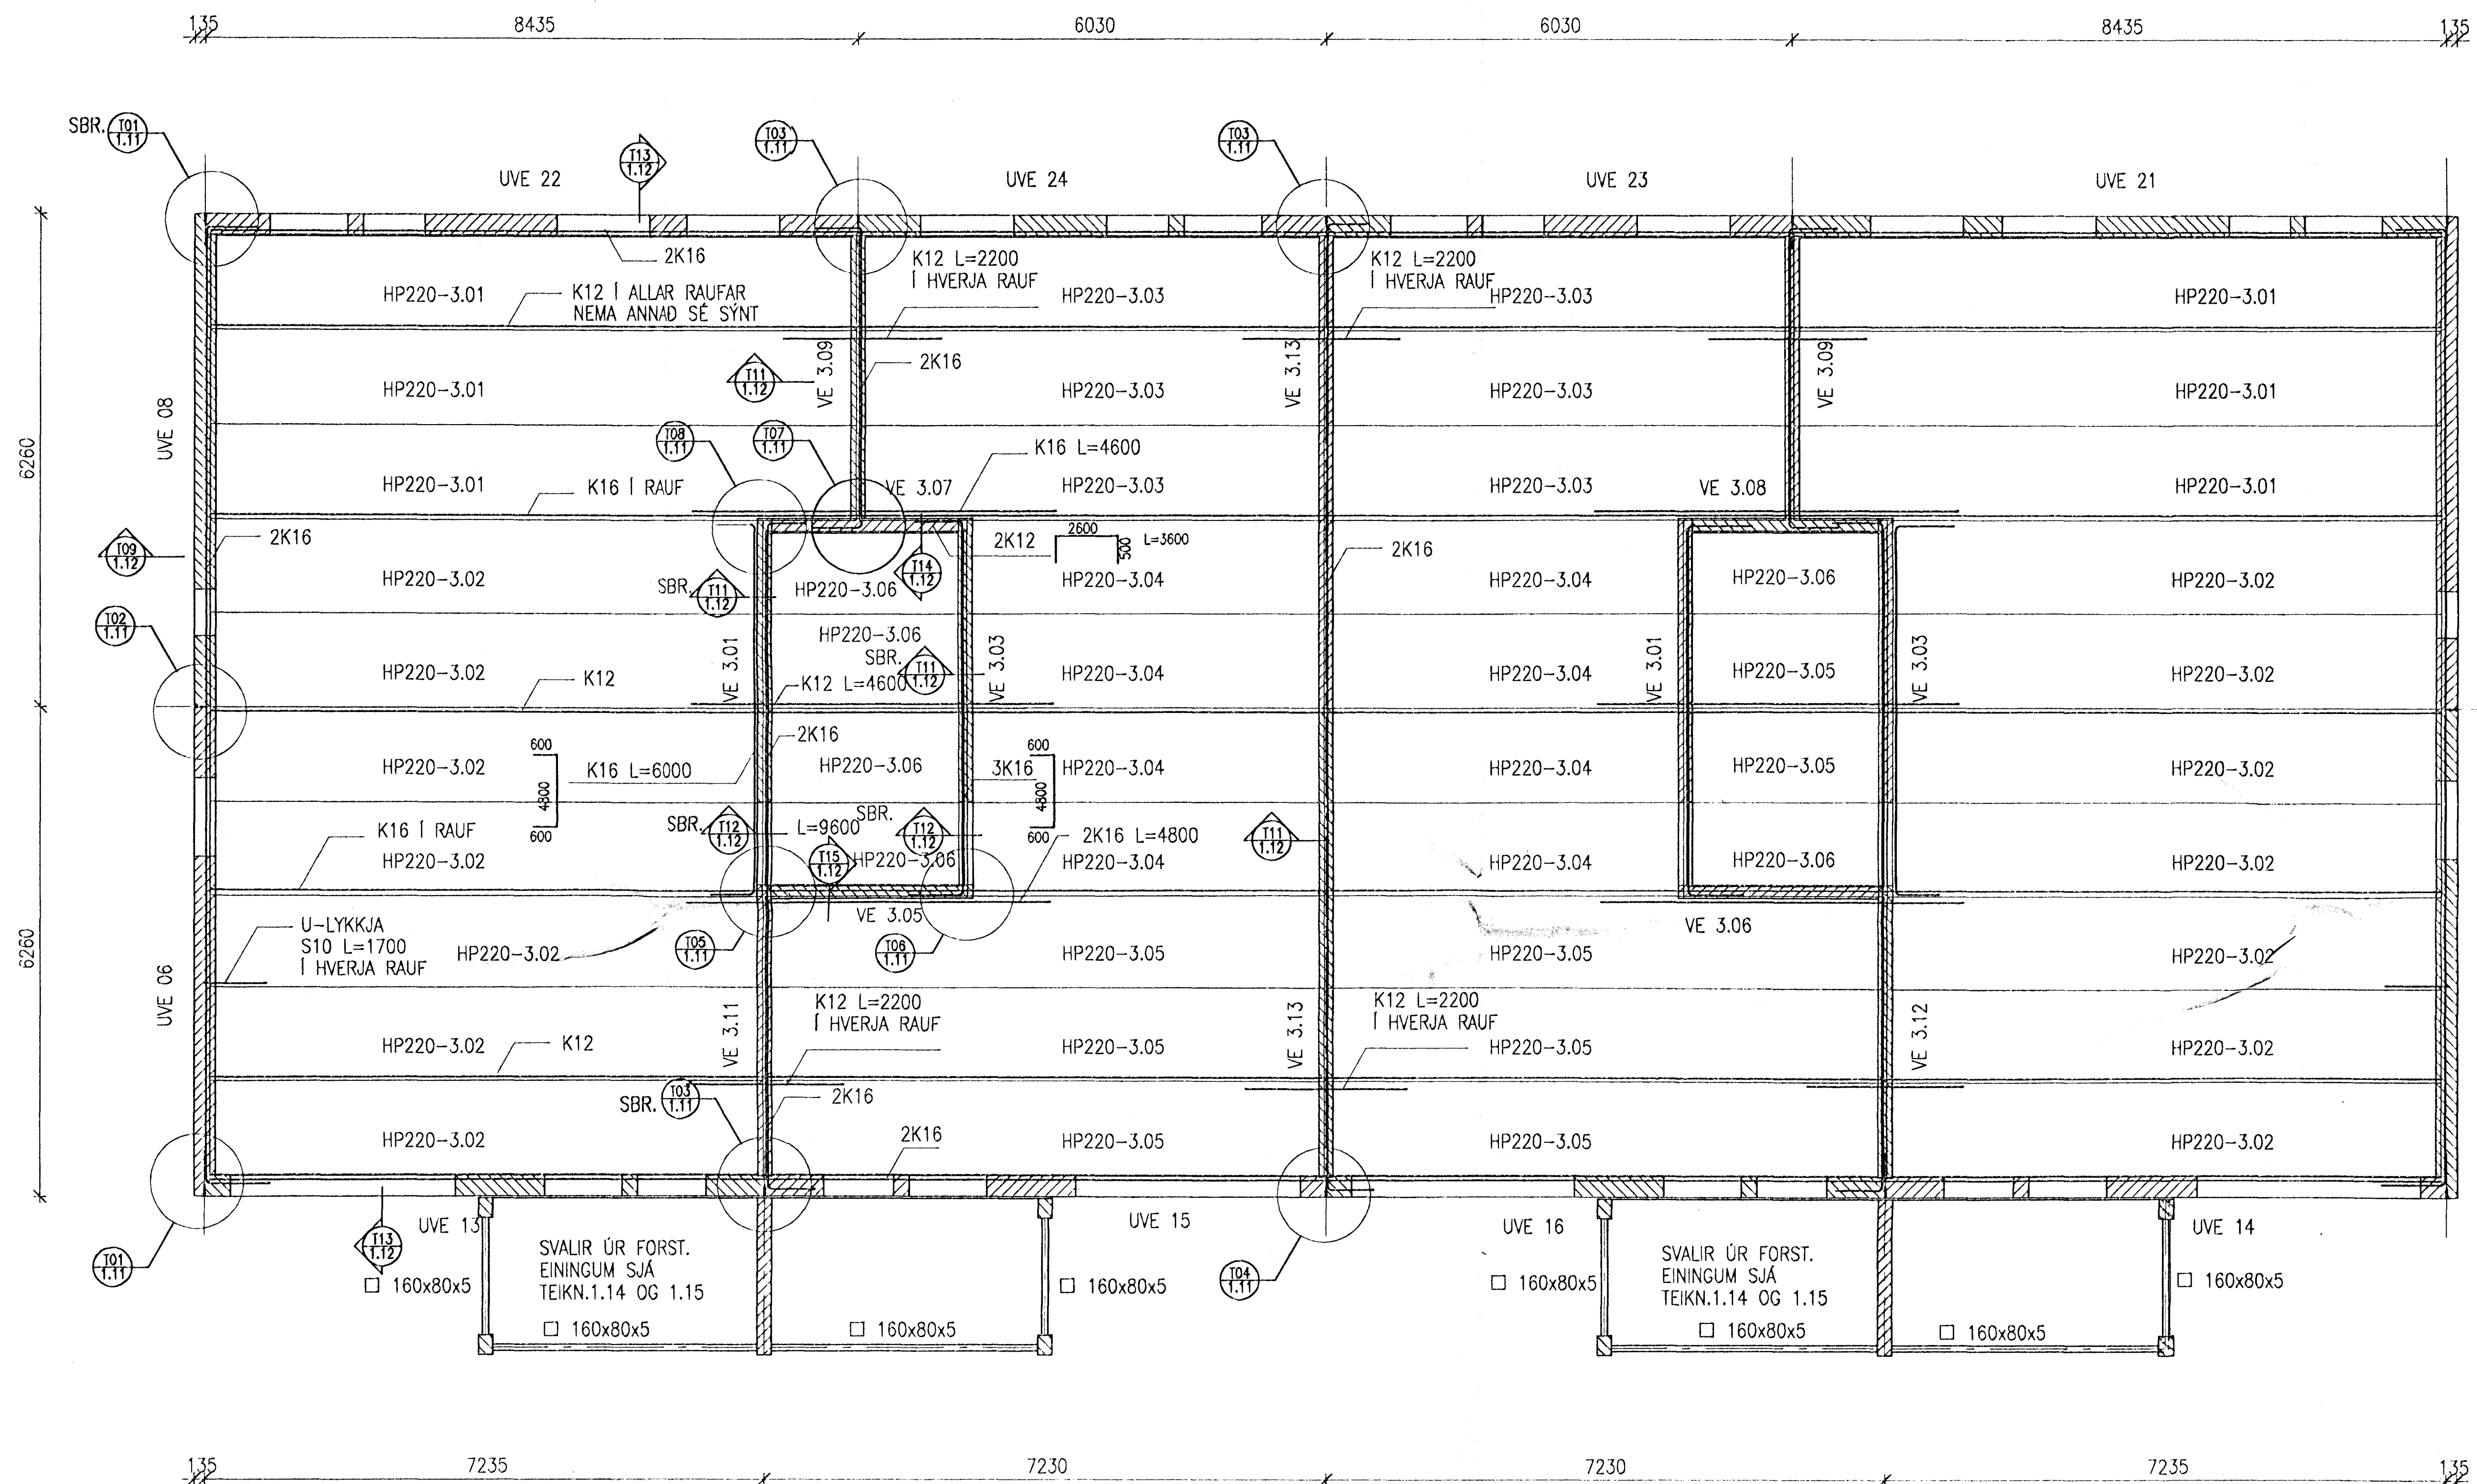 135 8435 6030 6030 8435 135
SBR. T01 1.11
T13 1.12
T03 1.11
T03 1.11
UVE 22
UVE 24
UVE 23
UVE 21
2K16
K12 L=2200
Í HVERJA RAUF
K12 L=2200
Í HVERJA RAUF
HP220-3.01
K12 Í ALLAR RAUFAR
NEMA ANNAÐ SÉ SÝNT
HP220-3.03
HP220-3.03
HP220-3.01
UVE 08
T11 1.12
VE 3.09
2K16
VE 3.13
VE 3.09
HP220-3.01
HP220-3.03
HP220-3.03
HP220-3.01
6260
T08 1.11
T07 1.11
K16 L=4600
HP220-3.01
K16 Í RAUF
VE 3.07
HP220-3.03
HP220-3.03
VE 3.08
HP220-3.01
T09 1.12
2K16
2K12
2600
500
L=3600
2K16
T14 1.12
HP220-3.02
SBR. T11 1.12
HP220-3.06
HP220-3.04
HP220-3.04
HP220-3.06
HP220-3.02
T02 1.11
HP220-3.06
SBR. T11 1.12
HP220-3.02
K12
VE 3.01
K12 L=4600
VE 3.03
HP220-3.04
HP220-3.04
VE 3.01
HP220-3.05
VE 3.03
HP220-3.02
2K16
HP220-3.02
600
4800
600
K16 L=6000
HP220-3.06
3K16
600
4800
600
HP220-3.04
HP220-3.04
HP220-3.05
HP220-3.02
K16 Í RAUF
SBR. T12 1.12
L=9600
SBR. T12 1.12
2K16 L=4800
T11 1.12
HP220-3.02
T15 1.12
HP220-3.06
HP220-3.04
HP220-3.04
HP220-3.06
HP220-3.02
VE 3.05
VE 3.06
6260
UVE 06
U-LYKKJA
S10 L=1700
Í HVERJA RAUF
HP220-3.02
T05 1.11
T06 1.11
HP220-3.05
HP220-3.05
HP220-3.02
K12 L=2200
Í HVERJA RAUF
K12 L=2200
Í HVERJA RAUF
HP220-3.02
K12
VE 3.11
HP220-3.05
VE 3.13
HP220-3.05
VE 3.12
HP220-3.02
SBR. T03 1.11
2K16
HP220-3.02
2K16
HP220-3.05
HP220-3.05
HP220-3.02
T01 1.11
T13 1.12
UVE 13
UVE 15
T04 1.11
UVE 16
UVE 14
SVALIR ÚR FORST.
EININGUM SJÁ
TEIKN.1.14 OG 1.15
SVALIR ÚR FORST.
EININGUM SJÁ
TEIKN.1.14 OG 1.15
160x80x5
160x80x5
160x80x5
160x80x5
160x80x5
160x80x5
160x80x5
160x80x5
135 7235 7230 7230 7235 135